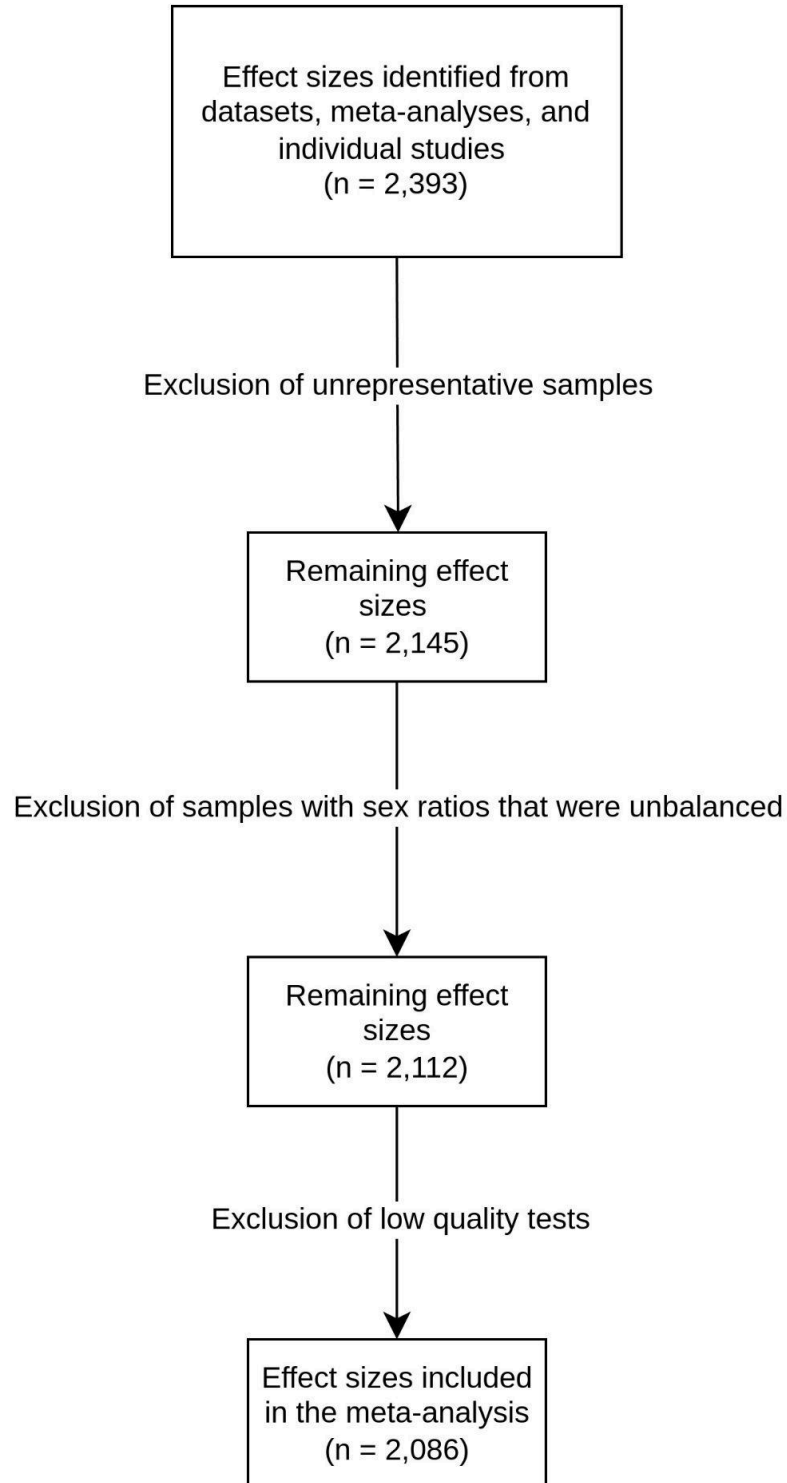 Effect sizes identified from
datasets, meta-analyses, and
individual studies
(n = 2,393)
Exclusion of unrepresentative samples
Remaining effect
sizes
(n = 2,145)
Exclusion of samples with sex ratios that were unbalanced
Remaining effect
sizes
(n = 2,112)
Exclusion of low quality tests
Effect sizes included
in the meta-analysis
(n = 2,086)